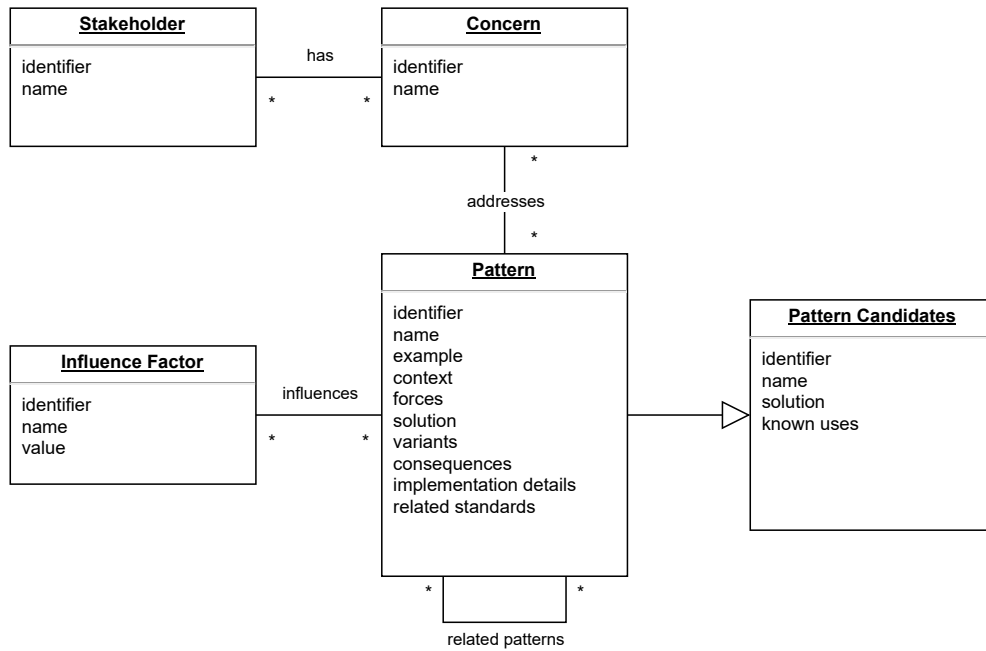 Stakeholder
identifier
name
has
*
*
Concern
identifier
name
*
addresses
*
Pattern
identifier
name
example
context
forces
solution
variants
consequences
implementation details
related standards
Influence Factor
identifier
name
value
influences
*
*
Pattern Candidates
identifier
name
solution
known uses
*
*
related patterns